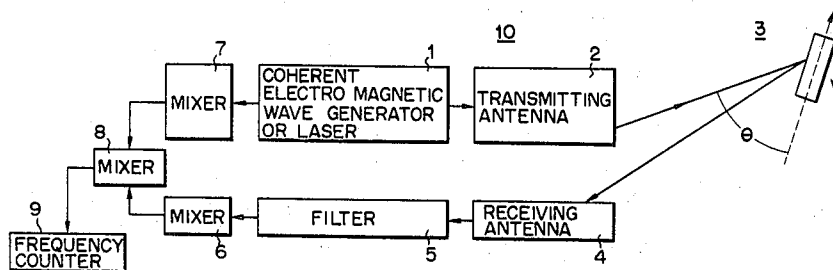 10
3
7
MIXER
1
COHERENT
ELECTRO MAGNETIC
WAVE GENERATOR
OR LASER
2
TRANSMITTING
ANTENNA
V
θ
8
MIXER
MIXER
6
FILTER
5
RECEIVING
ANTENNA
4
9
FREQUENCY
COUNTER